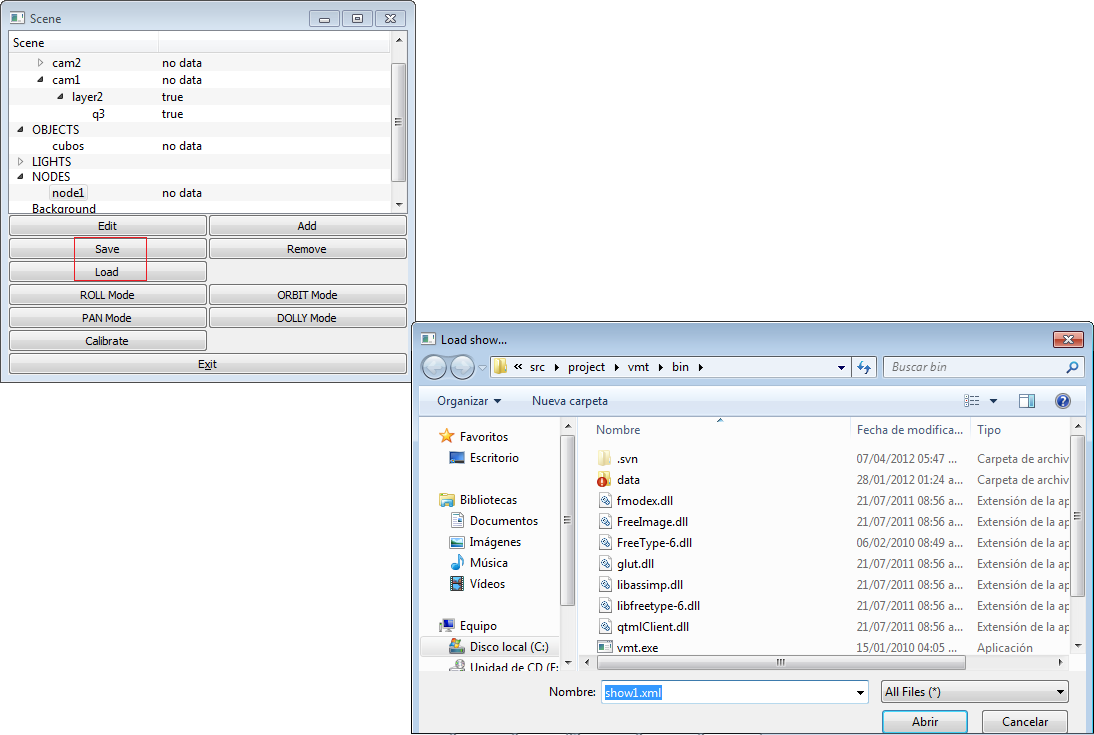 Scene
Scene
cam2 no data
cam1 no data
layer2 true
q3 true
OBJECTS
cubos no data
LIGHTS
NODES
node1 no data
Background
Edit Add
Save Remove
Load
ROLL Mode ORBIT Mode
PAN Mode DOLLY Mode
Calibrate
Exit
Load show...
« src project vmt bin
Buscar bin
Organizar Nueva carpeta
Favoritos
Escritorio
Bibliotecas
Documentos
Imágenes
Música
Vídeos
Equipo
Disco local (C:)
Unidad de CD (E:
Nombre Fecha de modifica... Tipo
.svn 07/04/2012 05:47 ... Carpeta de archiv
data 28/01/2012 01:24 a... Carpeta de archiv
fmodex.dll 21/07/2011 08:56 a... Extensión de la ap
FreeImage.dll 21/07/2011 08:56 a... Extensión de la ap
FreeType-6.dll 06/02/2010 08:49 a... Extensión de la ap
glut.dll 21/07/2011 08:56 a... Extensión de la ap
libassimp.dll 21/07/2011 08:56 a... Extensión de la ap
libfreetype-6.dll 21/07/2011 08:56 a... Extensión de la ap
qtmlClient.dll 21/07/2011 08:56 a... Extensión de la ap
vmt.exe 15/01/2010 04:05 ... Aplicación
Nombre: show1.xml All Files (*)
Abrir Cancelar